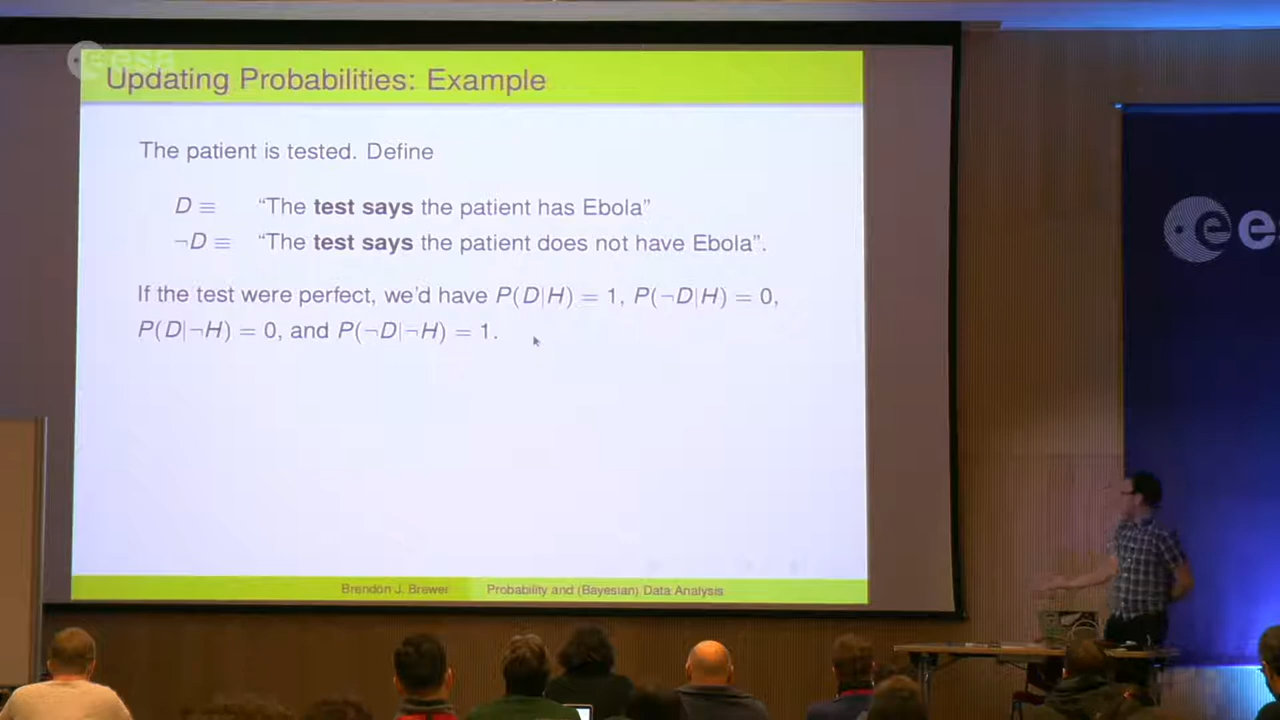 eesa
Updating Probabilities: Example
The patient is tested. Define
D ≡ “The test says the patient has Ebola”
¬D ≡ “The test says the patient does not have Ebola”.
If the test were perfect, we'd have P(D|H) = 1, P(¬D|H) = 0,
P(D|¬H) = 0, and P(¬D|¬H) = 1.
Brendon J. Brewer Probability and (Bayesian) Data Analysis